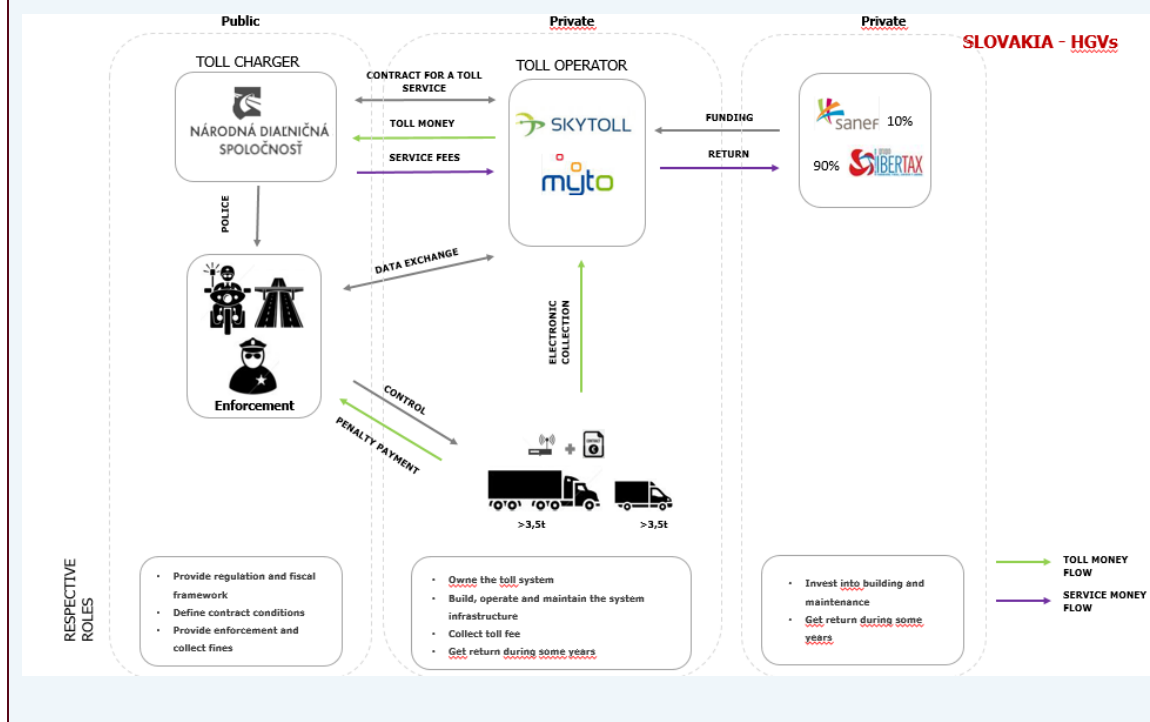 Public
Private
Private
SLOVAKIA - HGVs
TOLL CHARGER
NÁRODNÁ DIAĽNIČNÁ
SPOLOČNOSŤ
CONTRACT FOR A TOLL
SERVICE
TOLL MONEY
SERVICE FEES
TOLL OPERATOR
SKYTOLL
myto
FUNDING
RETURN
sanef 10%
90% IBERTAX
POLICE
DATA EXCHANGE
Enforcement
ELECTRONIC
COLLECTION
CONTROL
PENALTY PAYMENT
CONTRACT
€
>3,5t
>3,5t
RESPECTIVE
ROLES
• Provide regulation and fiscal
framework
• Define contract conditions
• Provide enforcement and
collect fines
• Owne the toll system
• Build, operate and maintain the system
infrastructure
• Collect toll fee
• Get return during some years
• Invest into building and
maintenance
• Get return during some
years
TOLL MONEY
FLOW
SERVICE MONEY
FLOW